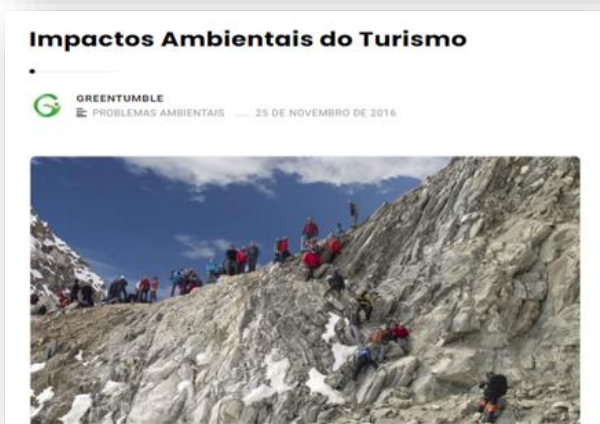 Impactos Ambientais do Turismo
GREENTUMBLE
PROBLEMAS AMBIENTAIS — 25 DE NOVEMBRO DE 2016